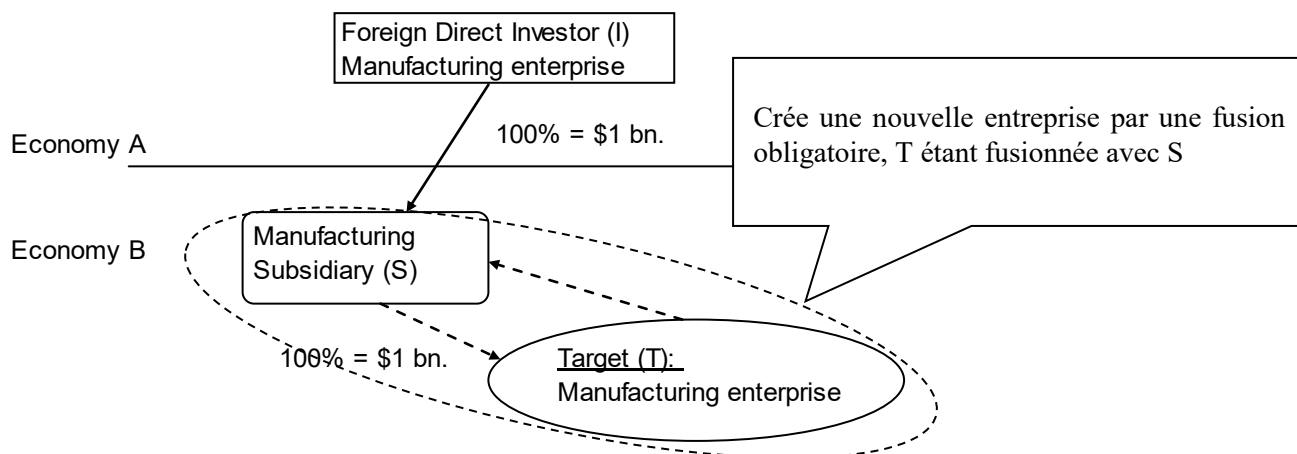 Foreign Direct Investor (I)
Manufacturing enterprise
Crée une nouvelle entreprise par une fusion
obligatoire, T étant fusionnée avec S
100% = $1 bn.
Economy A
Economy B
Manufacturing
Subsidiary (S)
100% = $1 bn.
Target (T):
Manufacturing enterprise